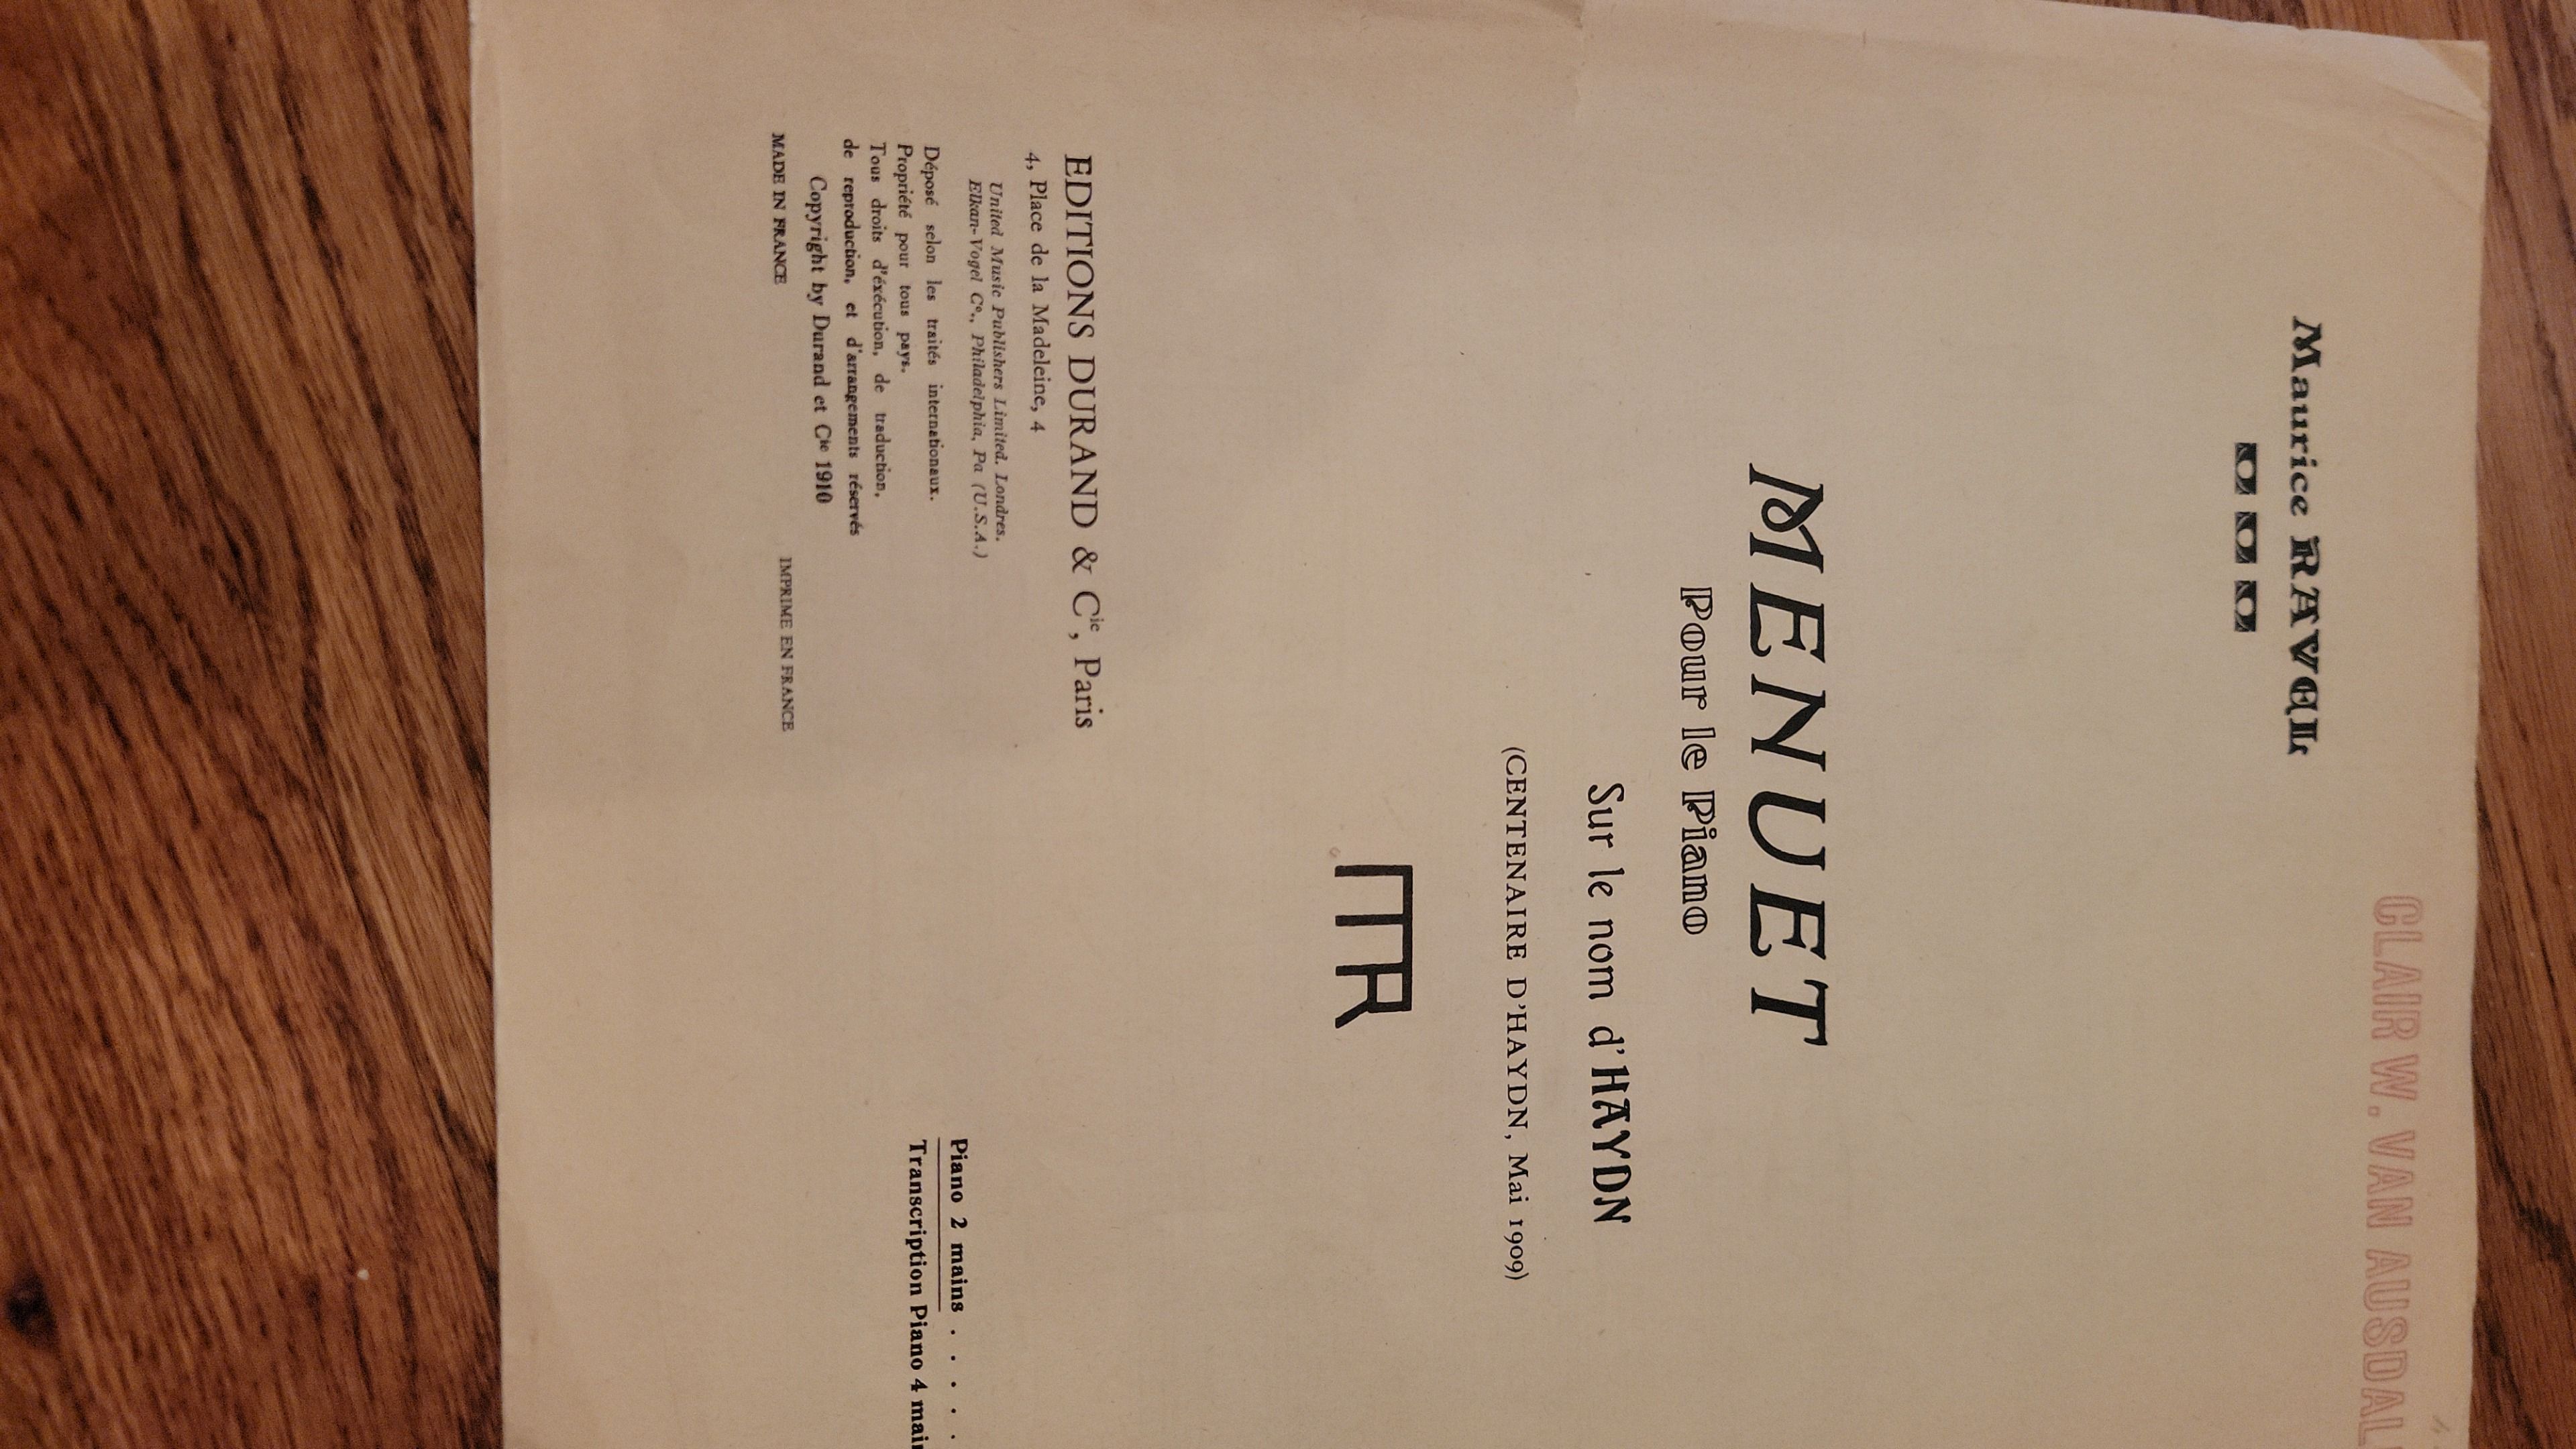 CLAIR W. VAN AUSDAL
Maurice RAVEL
MENUET
Pour le Piano
Sur le nom d'HAYDN
(CENTENAIRE D'HAYDN, Mai 1909)
MR
EDITIONS DURAND & Cie, Paris
4, Place de la Madeleine, 4
United Music Publishers Limited. Londres.
Elkan-Vogel Co., Philadelphia, Pa (U.S.A.)
Déposé selon les traités internationaux.
Propriété pour tous pays.
Tous droits d'éxécution, de traduction,
de reproduction, et d'arrangements réservés
Copyright by Durand et Cie 1910
MADE IN FRANCE
IMPRIME EN FRANCE
Piano 2 mains . . . . .
Transcription Piano 4 main